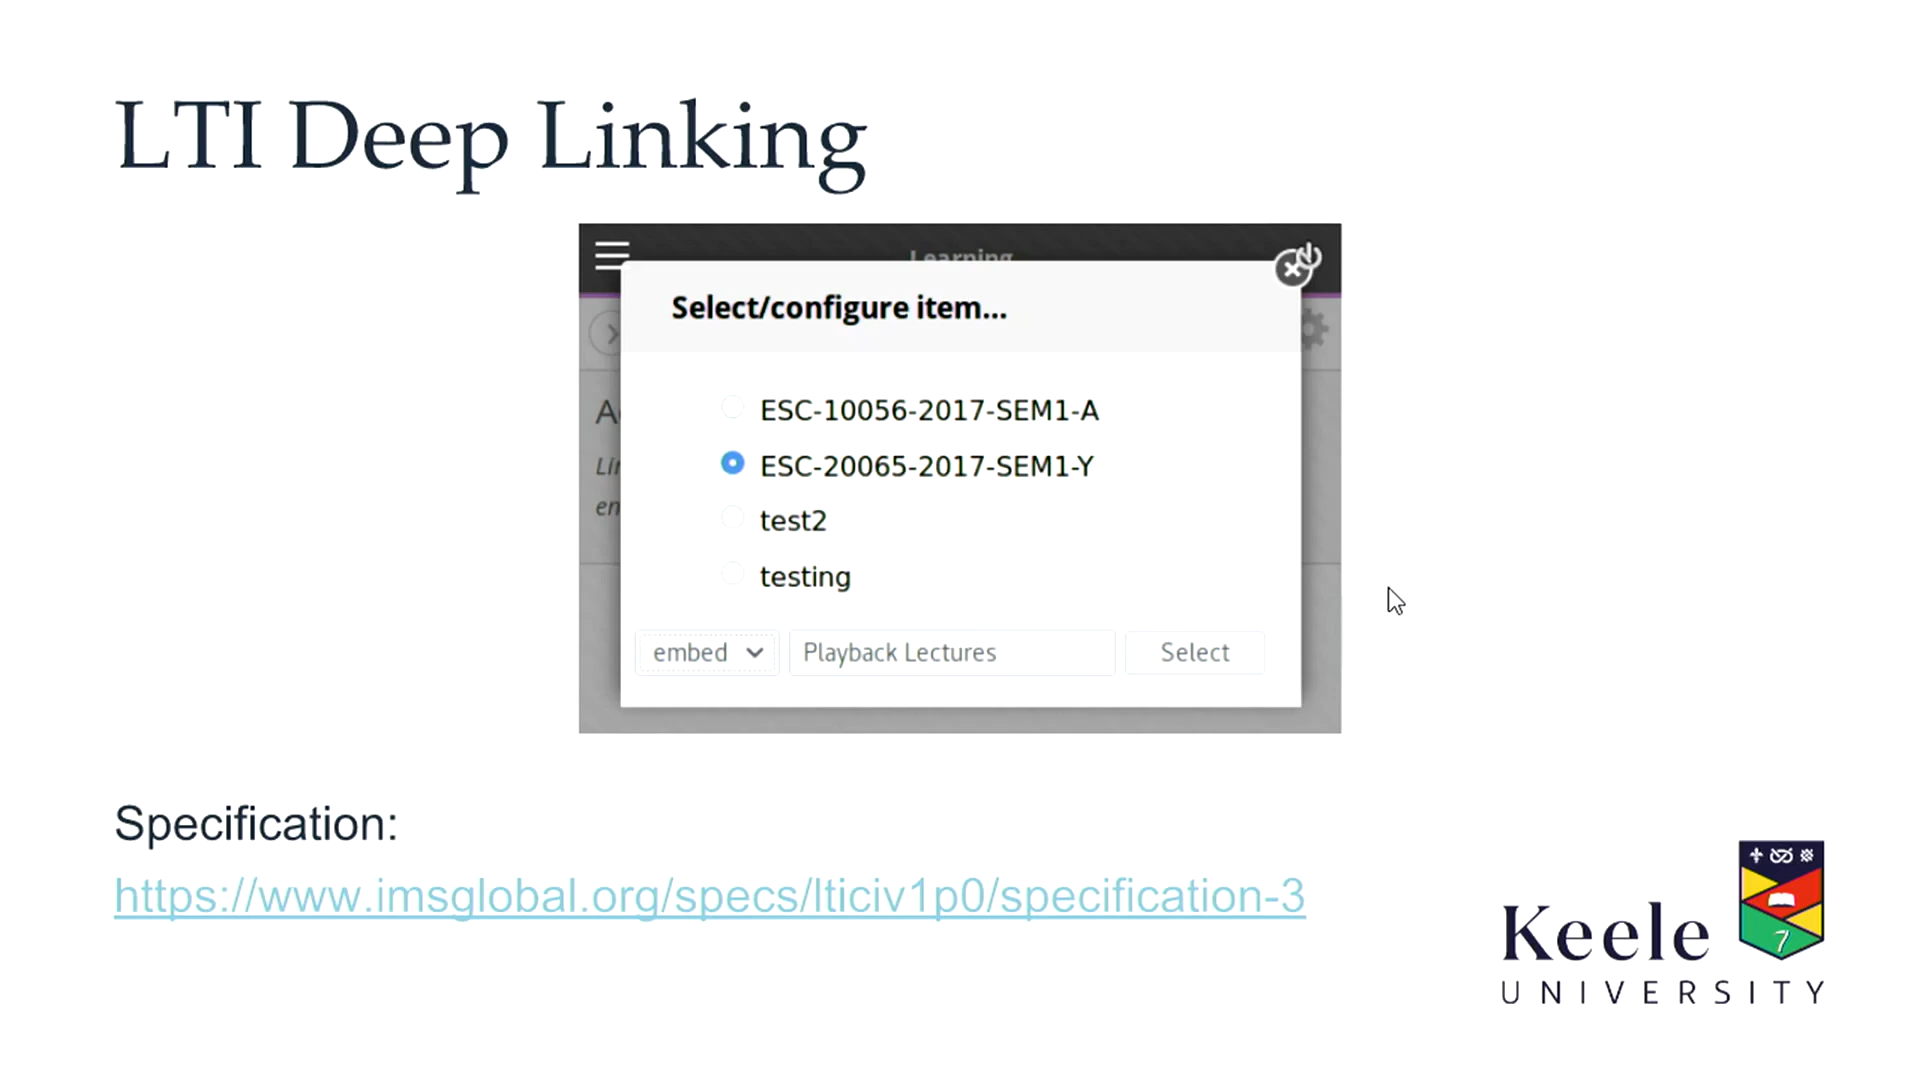 LTI Deep Linking
Learning
Select/configure item...
ESC-10056-2017-SEM1-A
ESC-20065-2017-SEM1-Y
test2
testing
embed Playback Lectures Select
Specification:
https://www.imsglobal.org/specs/lticiv1p0/specification-3
Keele
UNIVERSITY